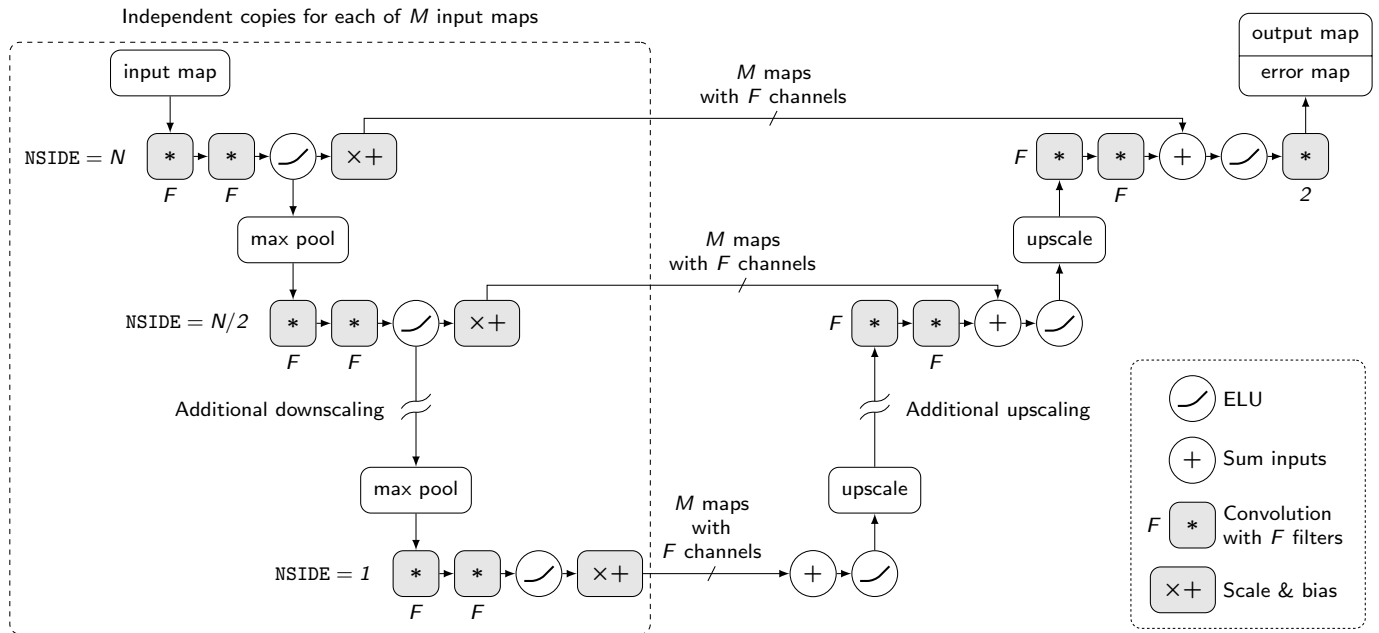 Independent copies for each of M input maps
input map
output map
error map
M maps
with F channels
NSIDE = N
*
*
×+
F
*
*
+
*
F
F
F
2
max pool
upscale
M maps
with F channels
NSIDE = N/2
*
*
×+
F
*
*
+
F
F
F
Additional downscaling
Additional upscaling
max pool
upscale
M maps
with
F channels
NSIDE = 1
*
*
×+
+
F
F
ELU
+
Sum inputs
F
*
Convolution
with F filters
×+
Scale & bias